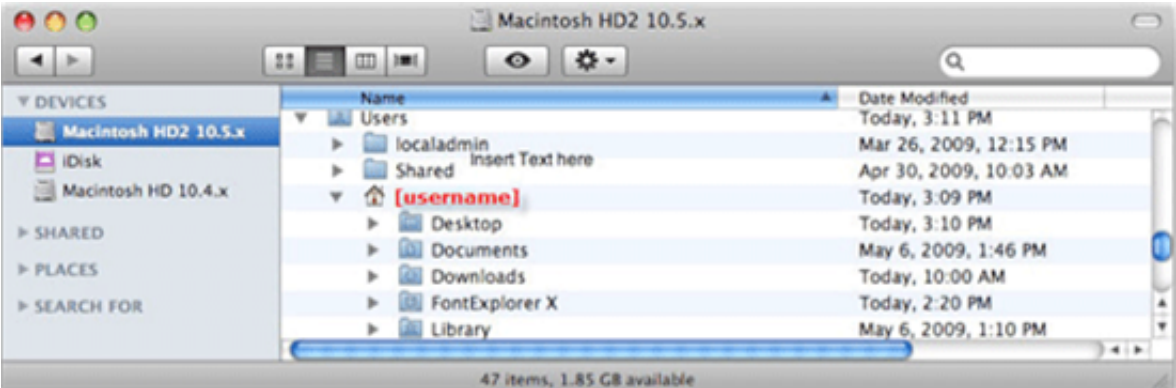 Macintosh HD2 10.5.x
DEVICES
Macintosh HD2 10.5.x
iDisk
Macintosh HD 10.4.x
SHARED
PLACES
SEARCH FOR
Name Date Modified
Users Today, 3:11 PM
localadmin Mar 26, 2009, 12:15 PM
Insert Text here
Shared Apr 30, 2009, 10:03 AM
[username] Today, 3:09 PM
Desktop Today, 3:10 PM
Documents May 6, 2009, 1:46 PM
Downloads Today, 10:00 AM
FontExplorer X Today, 2:20 PM
Library May 6, 2009, 1:10 PM
47 items, 1.85 GB available